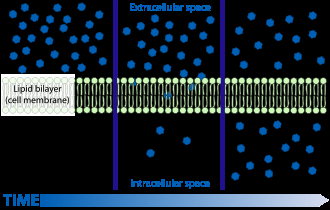 Extracellular space
Lipid bilayer
(cell membrane)
Intracellular space
TIME